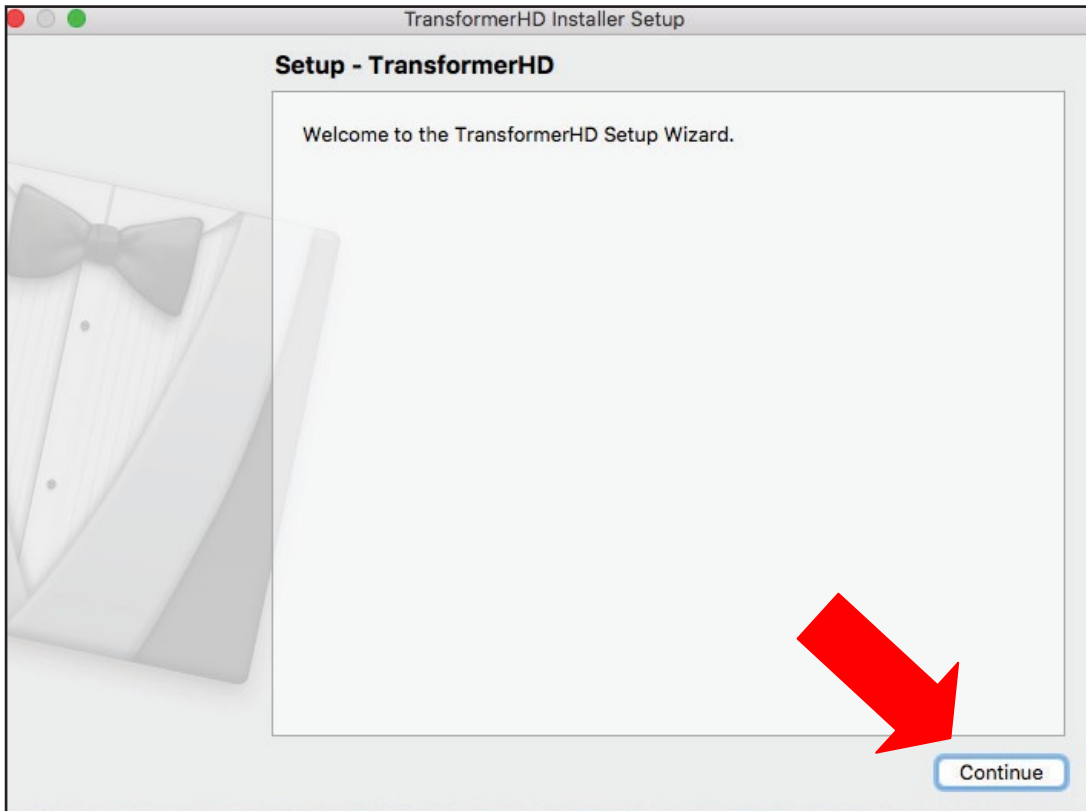 TransformerHD Installer Setup
Setup - TransformerHD
Welcome to the TransformerHD Setup Wizard.
Continue